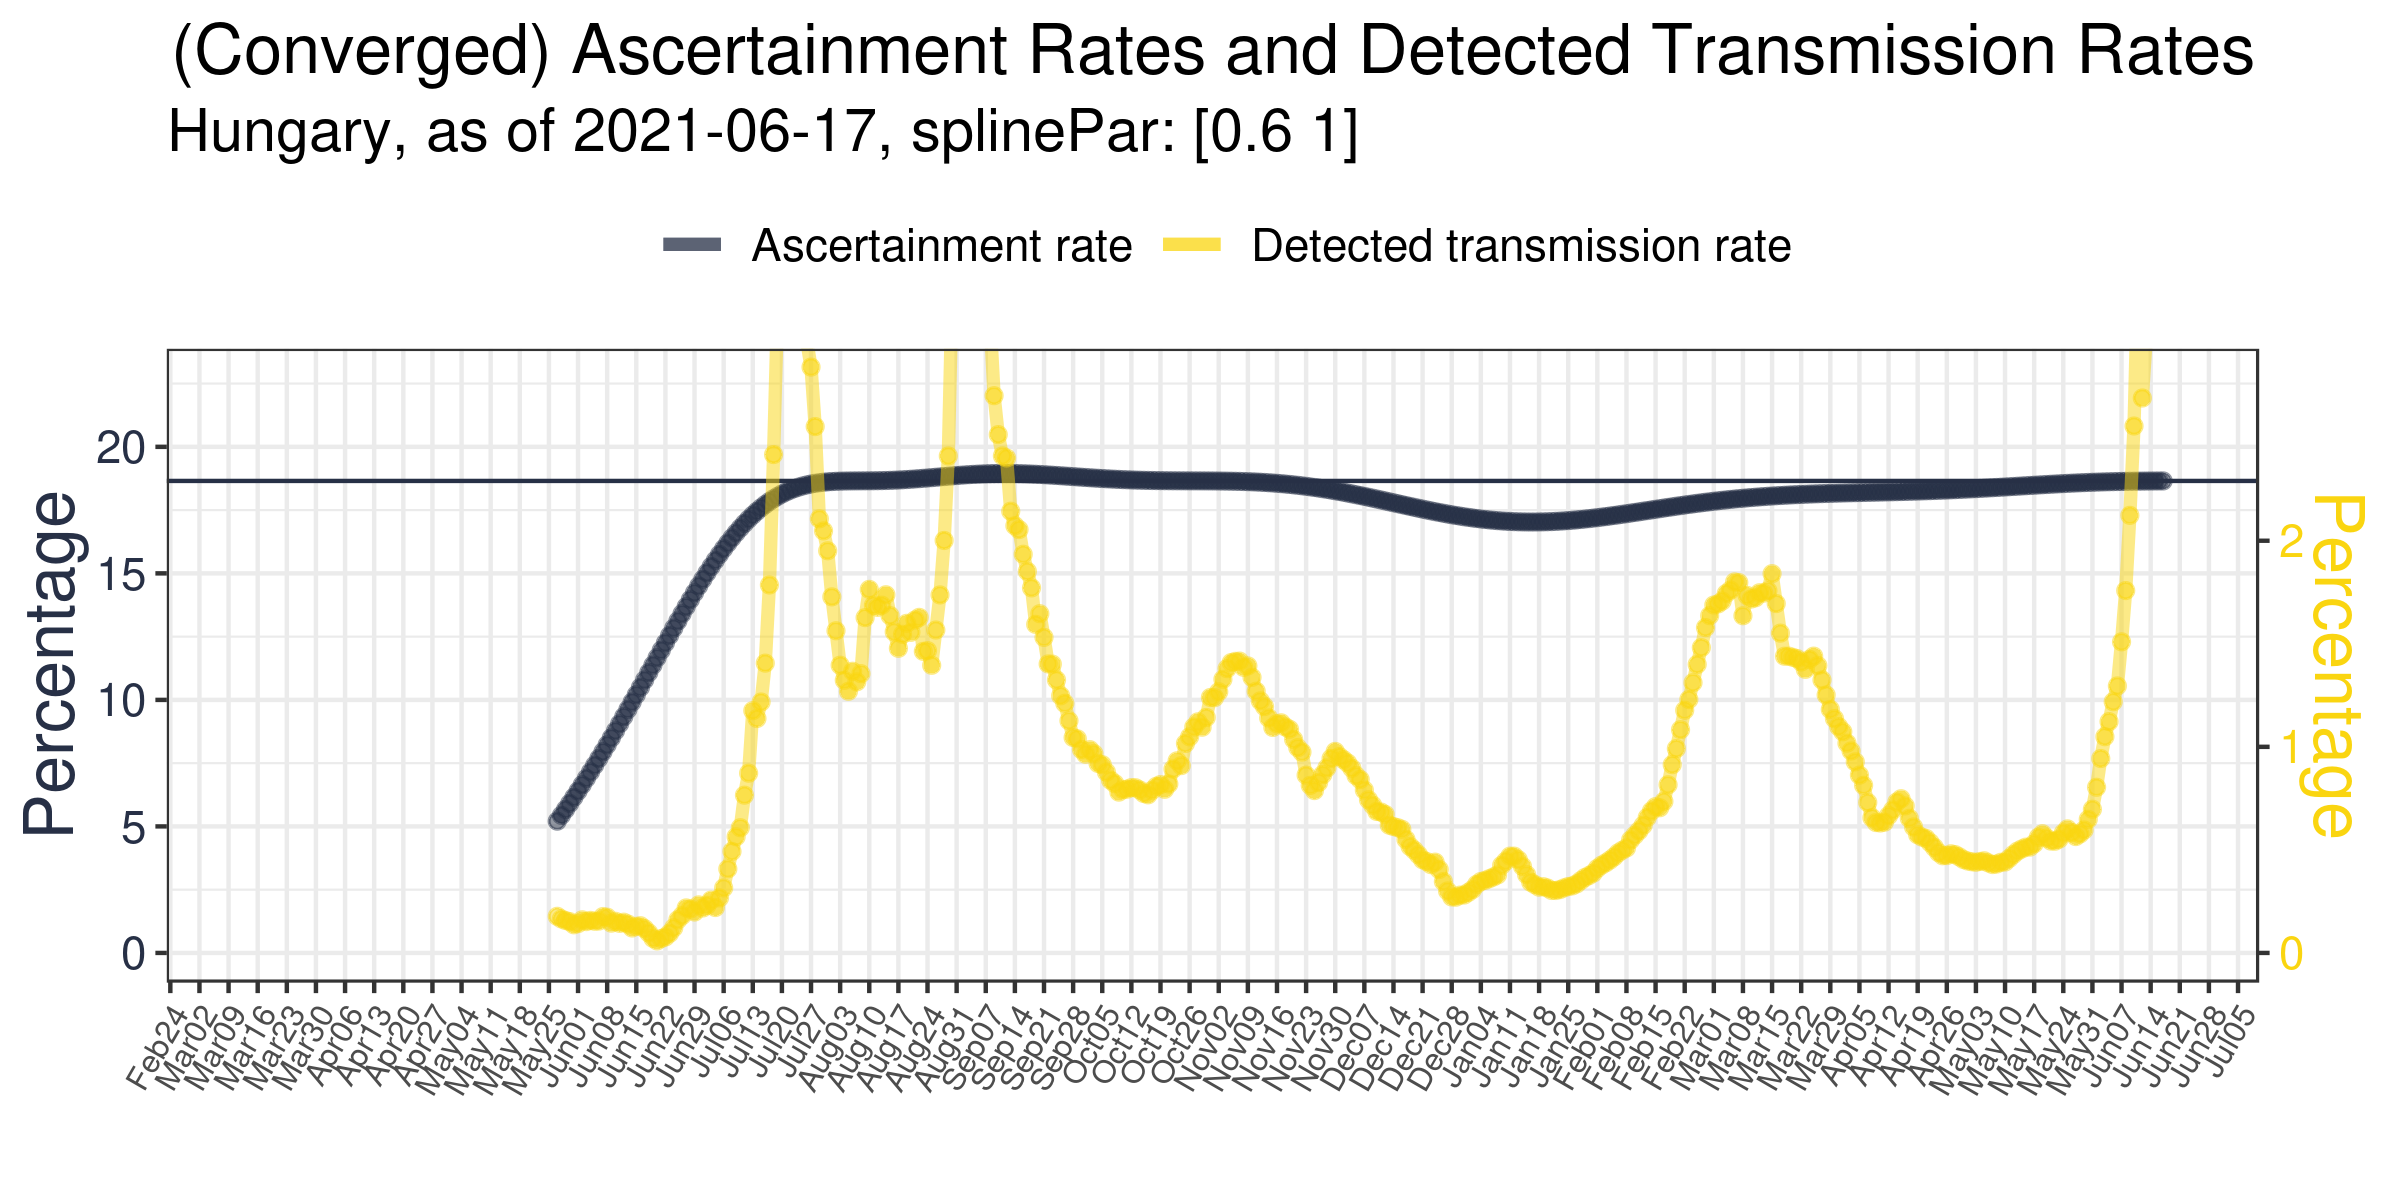 (Converged) Ascertainment Rates and Detected Transmission Rates
Hungary, as of 2021-06-17, splinePar: [0.6 1]
Ascertainment rate
Detected transmission rate
Percentage
20
15
10
5
0
2
1
0
Percentage
Feb24
Mar02
Mar09
Mar16
Mar23
Mar30
Apr06
Apr13
Apr20
Apr27
May04
May11
May18
May25
Jun01
Jun08
Jun15
Jun22
Jun29
Jul06
Jul13
Jul20
Jul27
Aug03
Aug10
Aug17
Aug24
Aug31
Sep07
Sep14
Sep21
Sep28
Oct05
Oct12
Oct19
Oct26
Nov02
Nov09
Nov16
Nov23
Nov30
Dec07
Dec14
Dec21
Dec28
Jan04
Jan11
Jan18
Jan25
Feb01
Feb08
Feb15
Feb22
Mar01
Mar08
Mar15
Mar22
Mar29
Apr05
Apr12
Apr19
Apr26
May03
May10
May17
May24
May31
Jun07
Jun14
Jun21
Jun28
Jul05